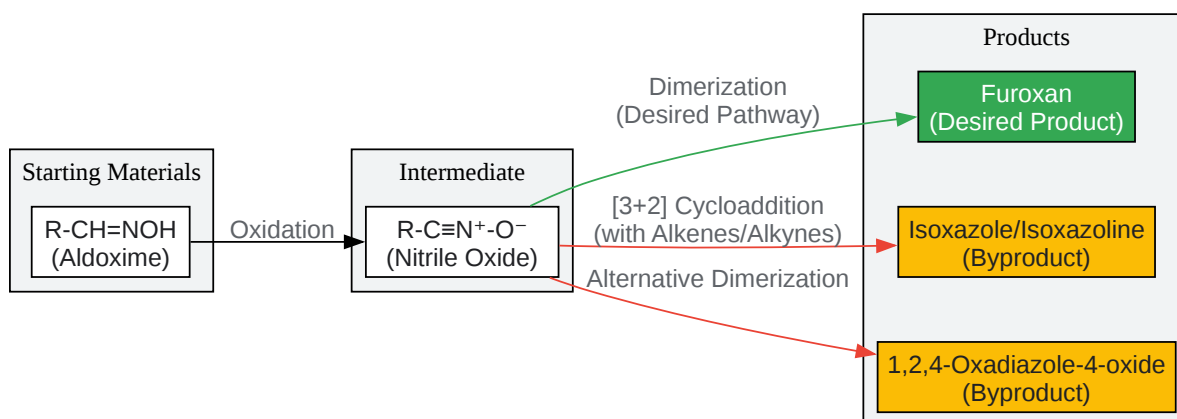 Starting Materials
R-CH=NOH
(Aldoxime)
Oxidation
Intermediate
R-C≡N⁺-O⁻
(Nitrile Oxide)
Dimerization
(Desired Pathway)
[3+2] Cycloaddition
(with Alkenes/Alkynes)
Alternative Dimerization
Products
Furoxan
(Desired Product)
Isoxazole/Isoxazoline
(Byproduct)
1,2,4-Oxadiazole-4-oxide
(Byproduct)